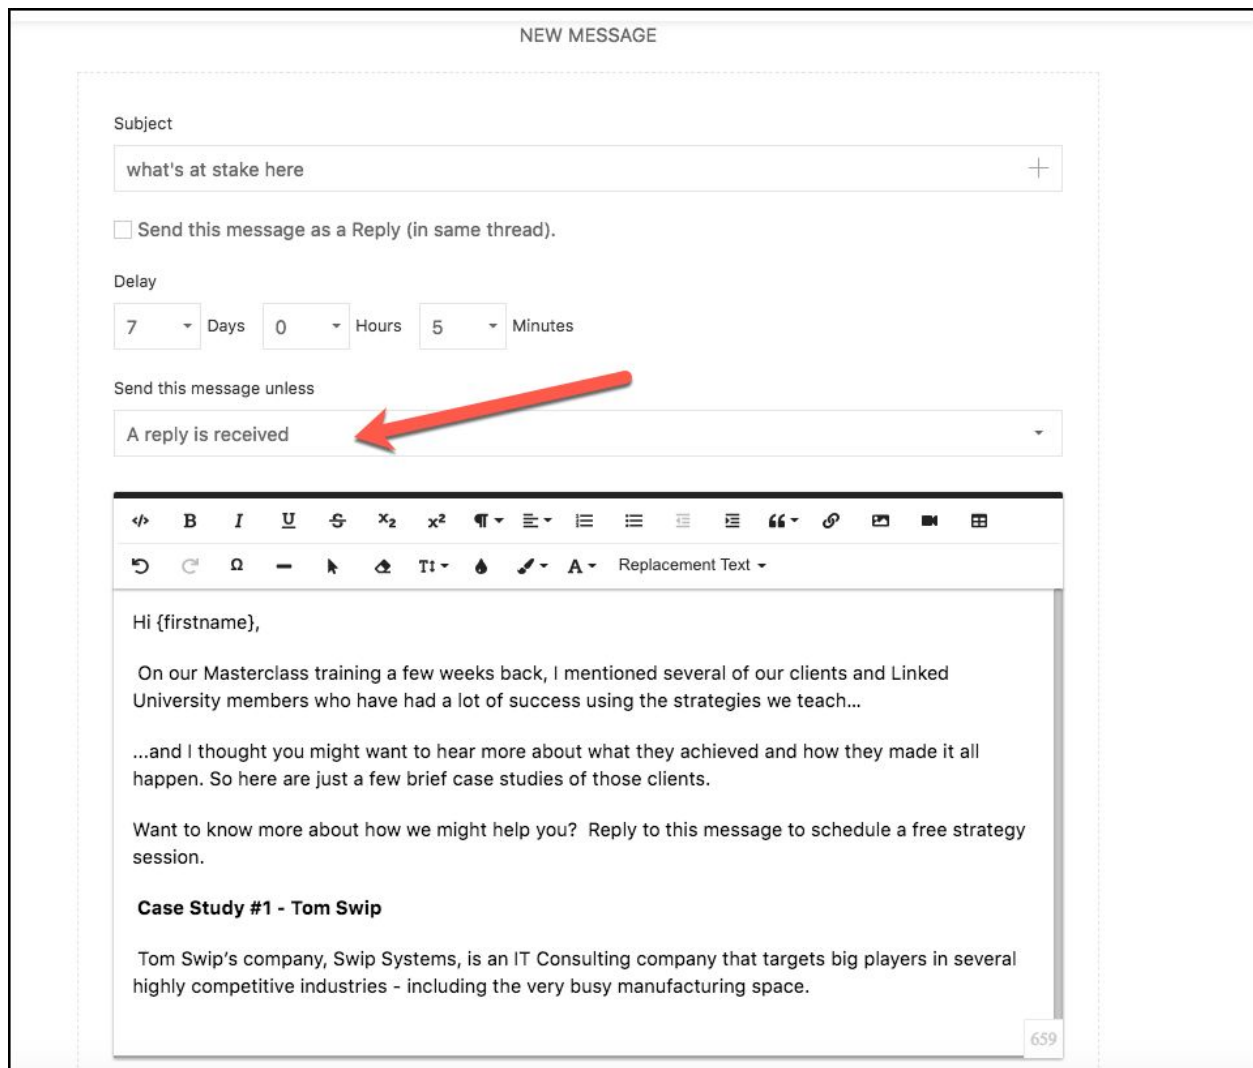 NEW MESSAGE
Subject
what's at stake here
Send this message as a Reply (in same thread).
Delay
7 Days 0 Hours 5 Minutes
Send this message unless
A reply is received
</> B I U S x₂ x² ¶ “
Ω T A Replacement Text
Hi {firstname},
On our Masterclass training a few weeks back, I mentioned several of our clients and Linked
University members who have had a lot of success using the strategies we teach...
...and I thought you might want to hear more about what they achieved and how they made it all
happen. So here are just a few brief case studies of those clients.
Want to know more about how we might help you?  Reply to this message to schedule a free strategy
session.
Case Study #1 - Tom Swip
Tom Swip’s company, Swip Systems, is an IT Consulting company that targets big players in several
highly competitive industries - including the very busy manufacturing space.
659